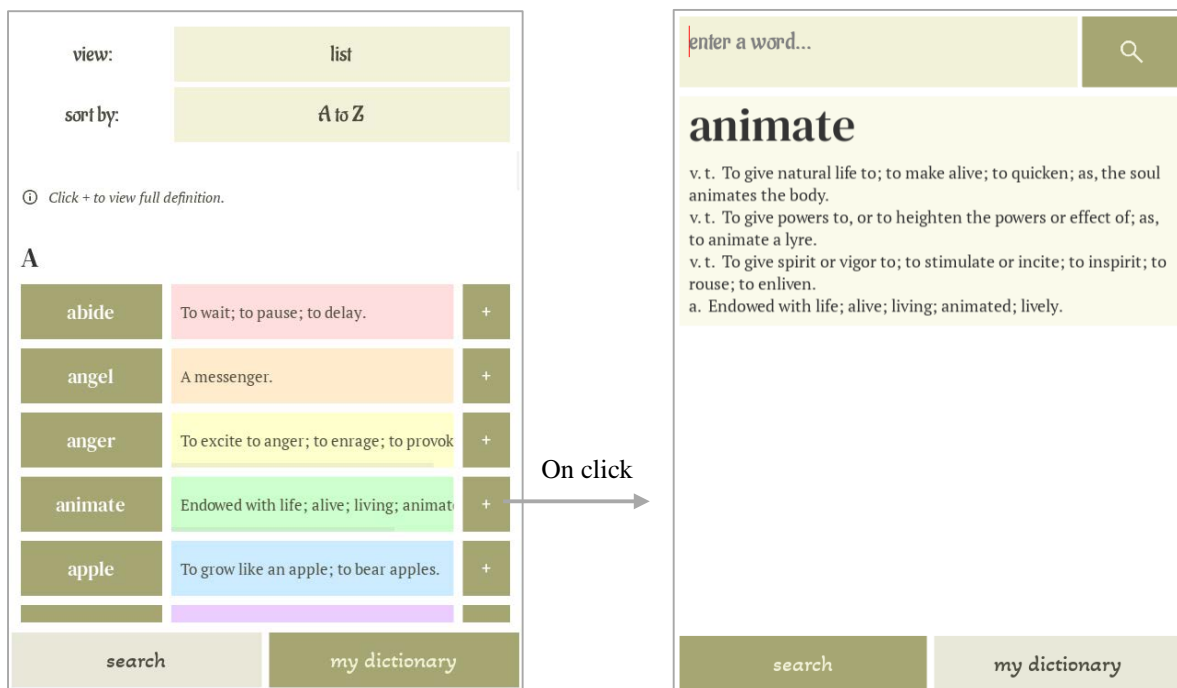 view:
list
sort by:
A to Z
Click + to view full definition.
A
abide
To wait; to pause; to delay.
+
angel
A messenger.
+
anger
To excite to anger; to enrage; to provok
+
animate
Endowed with life; alive; living; animat
+
apple
To grow like an apple; to bear apples.
+
search
my dictionary
On click
enter a word...
animate
v. t. To give natural life to; to make alive; to quicken; as, the soul
animates the body.
v. t. To give powers to, or to heighten the powers or effect of; as,
to animate a lyre.
v. t. To give spirit or vigor to; to stimulate or incite; to inspirit; to
rouse; to enliven.
a. Endowed with life; alive; living; animated; lively.
search
my dictionary